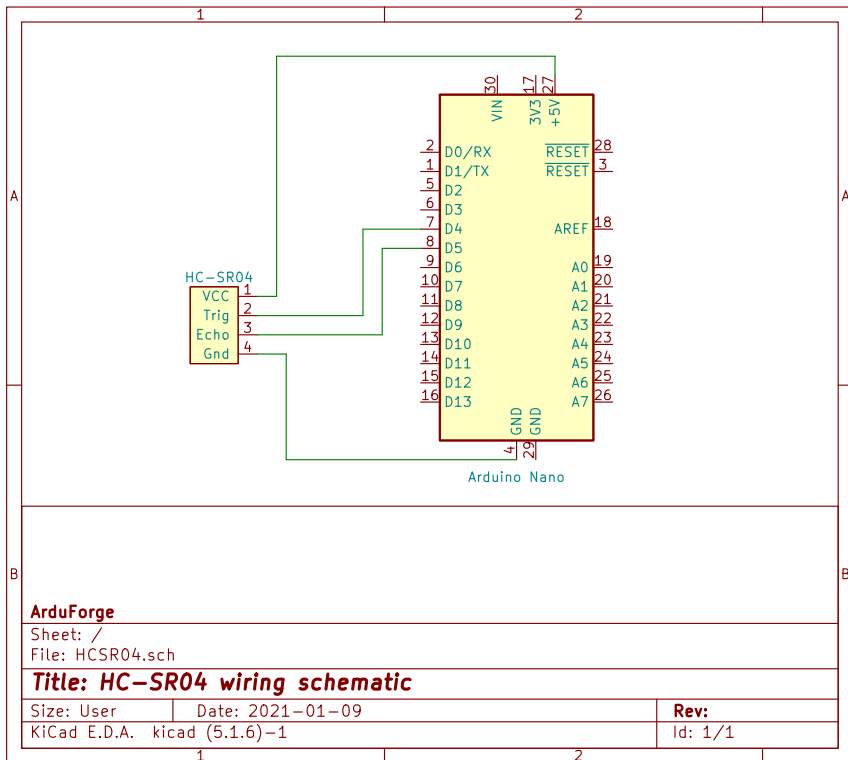 1 2
30 17 27
VIN 3V3 +5V
2 D0/RX RESET 28
1 D1/TX RESET 3
5 D2
6 D3
7 D4 AREF 18
8 D5
9 D6 A0 19
10 D7 A1 20
11 D8 A2 21
12 D9 A3 22
13 D10 A4 23
14 D11 A5 24
15 D12 A6 25
16 D13 A7 26
GND GND
4 29
Arduino Nano
A A
HC-SR04
VCC 1
Trig 2
Echo 3
Gnd 4
B B
ArduForge
Sheet: /
File: HCSR04.sch
Title: HC-SR04 wiring schematic
Size: User Date: 2021-01-09 Rev:
KiCad E.D.A. kicad (5.1.6)-1 Id: 1/1
1 2